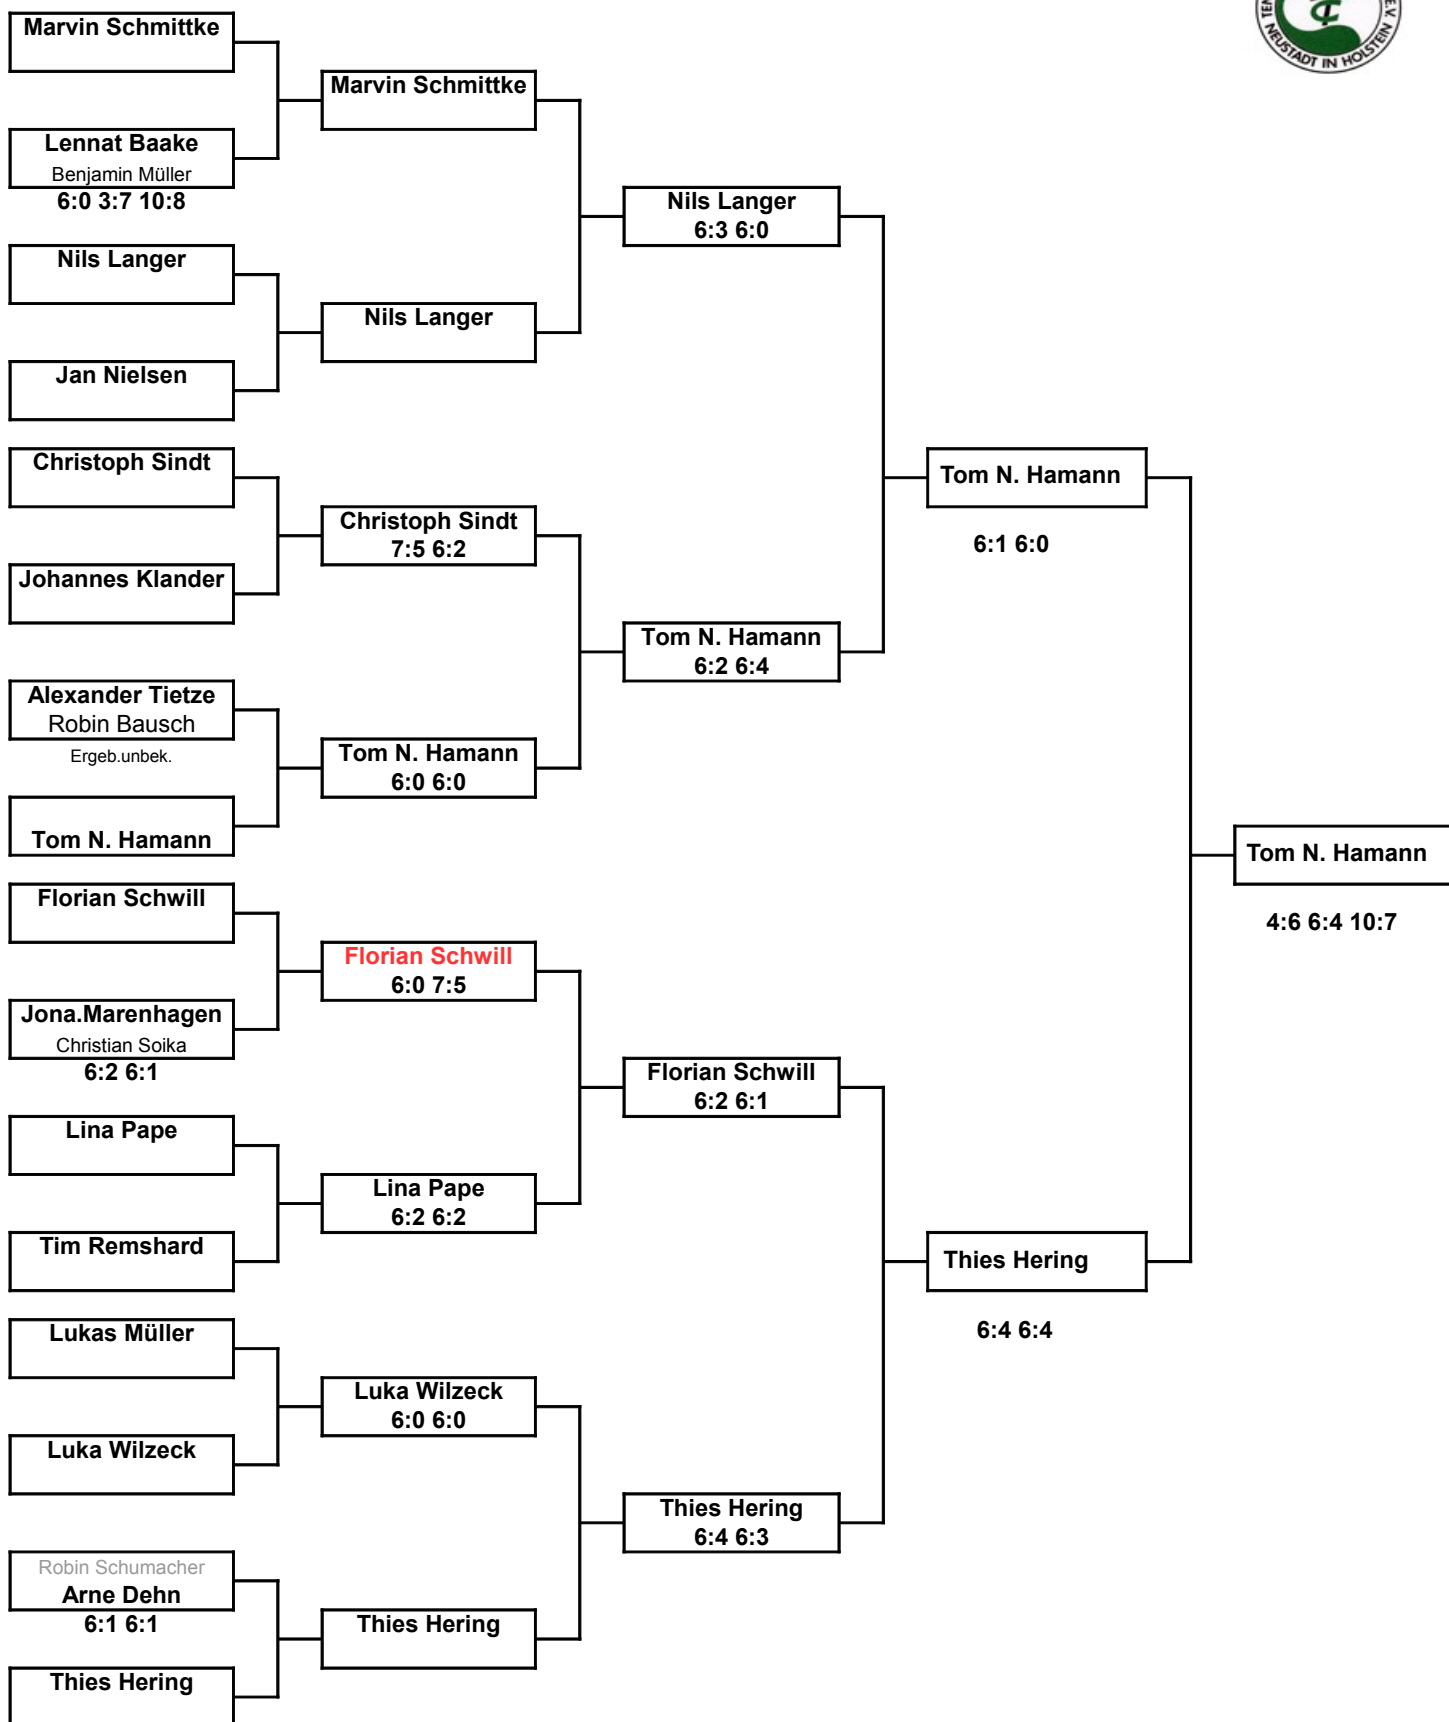 TEN
E.V.
NEUSTADT IN HOLSTEIN
Marvin Schmittke
Lennat Baake
Benjamin Müller
6:0 3:7 10:8
Nils Langer
Jan Nielsen
Christoph Sindt
Johannes Klander
Alexander Tietze
Robin Bausch
Ergeb.unbek.
Tom N. Hamann
Florian Schwill
Jona.Marenhagen
Christian Soika
6:2 6:1
Lina Pape
Tim Remshard
Lukas Müller
Luka Wilzeck
Robin Schumacher
Arne Dehn
6:1 6:1
Thies Hering
Marvin Schmittke
Nils Langer
Christoph Sindt
7:5 6:2
Tom N. Hamann
6:0 6:0
Florian Schwill
6:0 7:5
Lina Pape
6:2 6:2
Luka Wilzeck
6:0 6:0
Thies Hering
Nils Langer
6:3 6:0
Tom N. Hamann
6:2 6:4
Florian Schwill
6:2 6:1
Thies Hering
6:4 6:3
Tom N. Hamann
6:1 6:0
Thies Hering
6:4 6:4
Tom N. Hamann
4:6 6:4 10:7